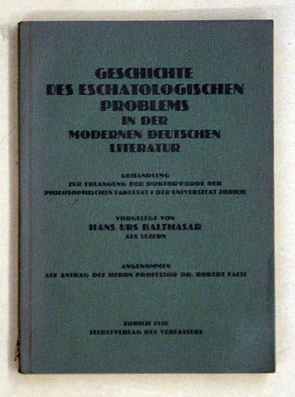 GESCHICHTE
DES ESCHATOLOGISCHEN
PROBLEMS
IN DER
MODERNEN DEUTSCHEN
LITERATUR
ABHANDLUNG
ZUR ERLANGUNG DER DOKTORWÜRDE DER
PHILOSOPHISCHEN FAKULTÄT I DER UNIVERSITÄT ZÜRICH
VORGELEGT VON
HANS URS BALTHASAR
AUS LUZERN
ANGENOMMEN
AUF ANTRAG DES HERRN PROFESSOR DR. ROBERT FAESI
ZÜRICH 1930
SELBSTVERLAG DES VERFASSERS